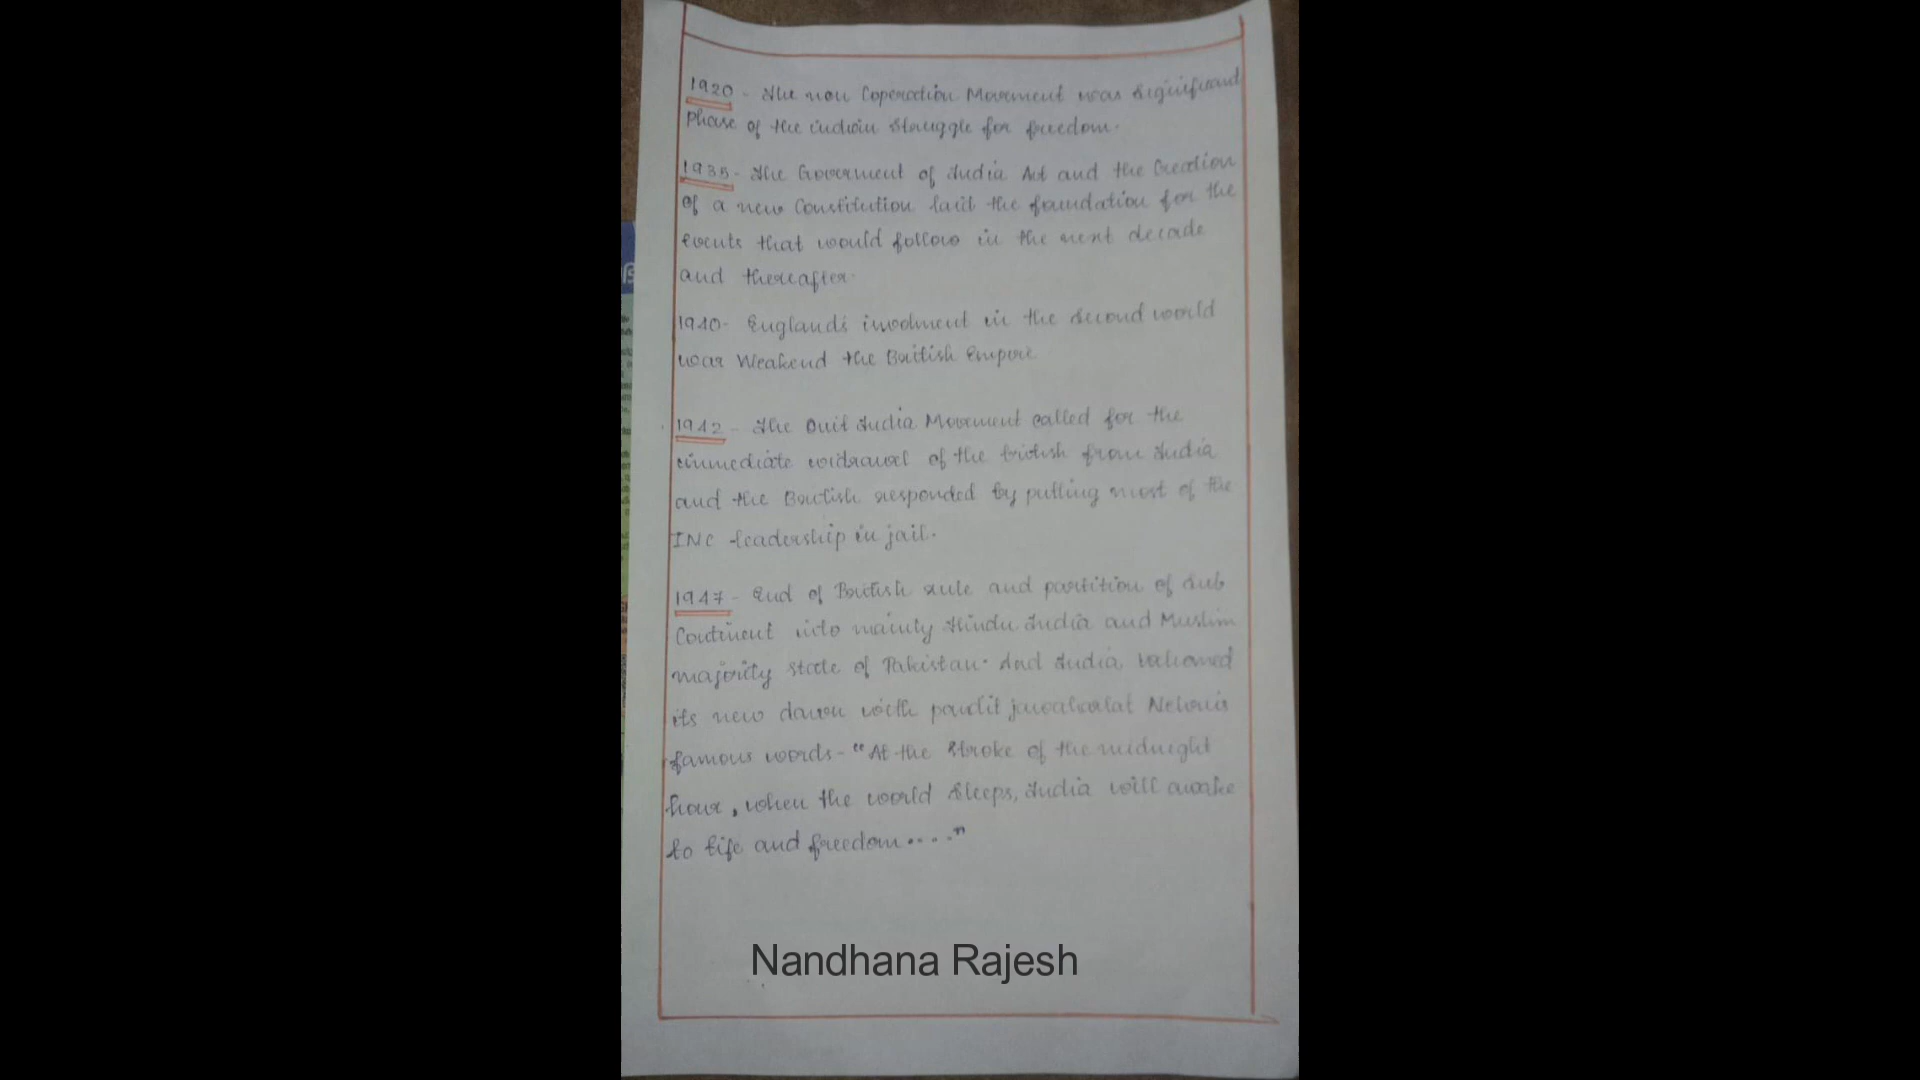 1920 - The non Coperation Movement was significand
phase of the indian struggle for freedom.
1935 - The Goverment of India Act and the Creation
of a new Constitution laid the foundation for the
events that would follow in the next decade
and thereafter.
1940 - England's involment in the second world
war Weakend the British Empire
1942 - The Quit India Movement called for the
immediate widrawel of the british from India
and the British responded by putting most of the
INC leadership in jail.
1947 - End of British rule and partition of sub
Continent into mainly Hindu India and Muslim
majority state of Pakistan. And India
its new dawn with pandit jawaharlal Nehru's
famous words - "At the stroke of the midnight
hour, when the world sleeps, India will awake
to life and freedom...."
Nandhana Rajesh